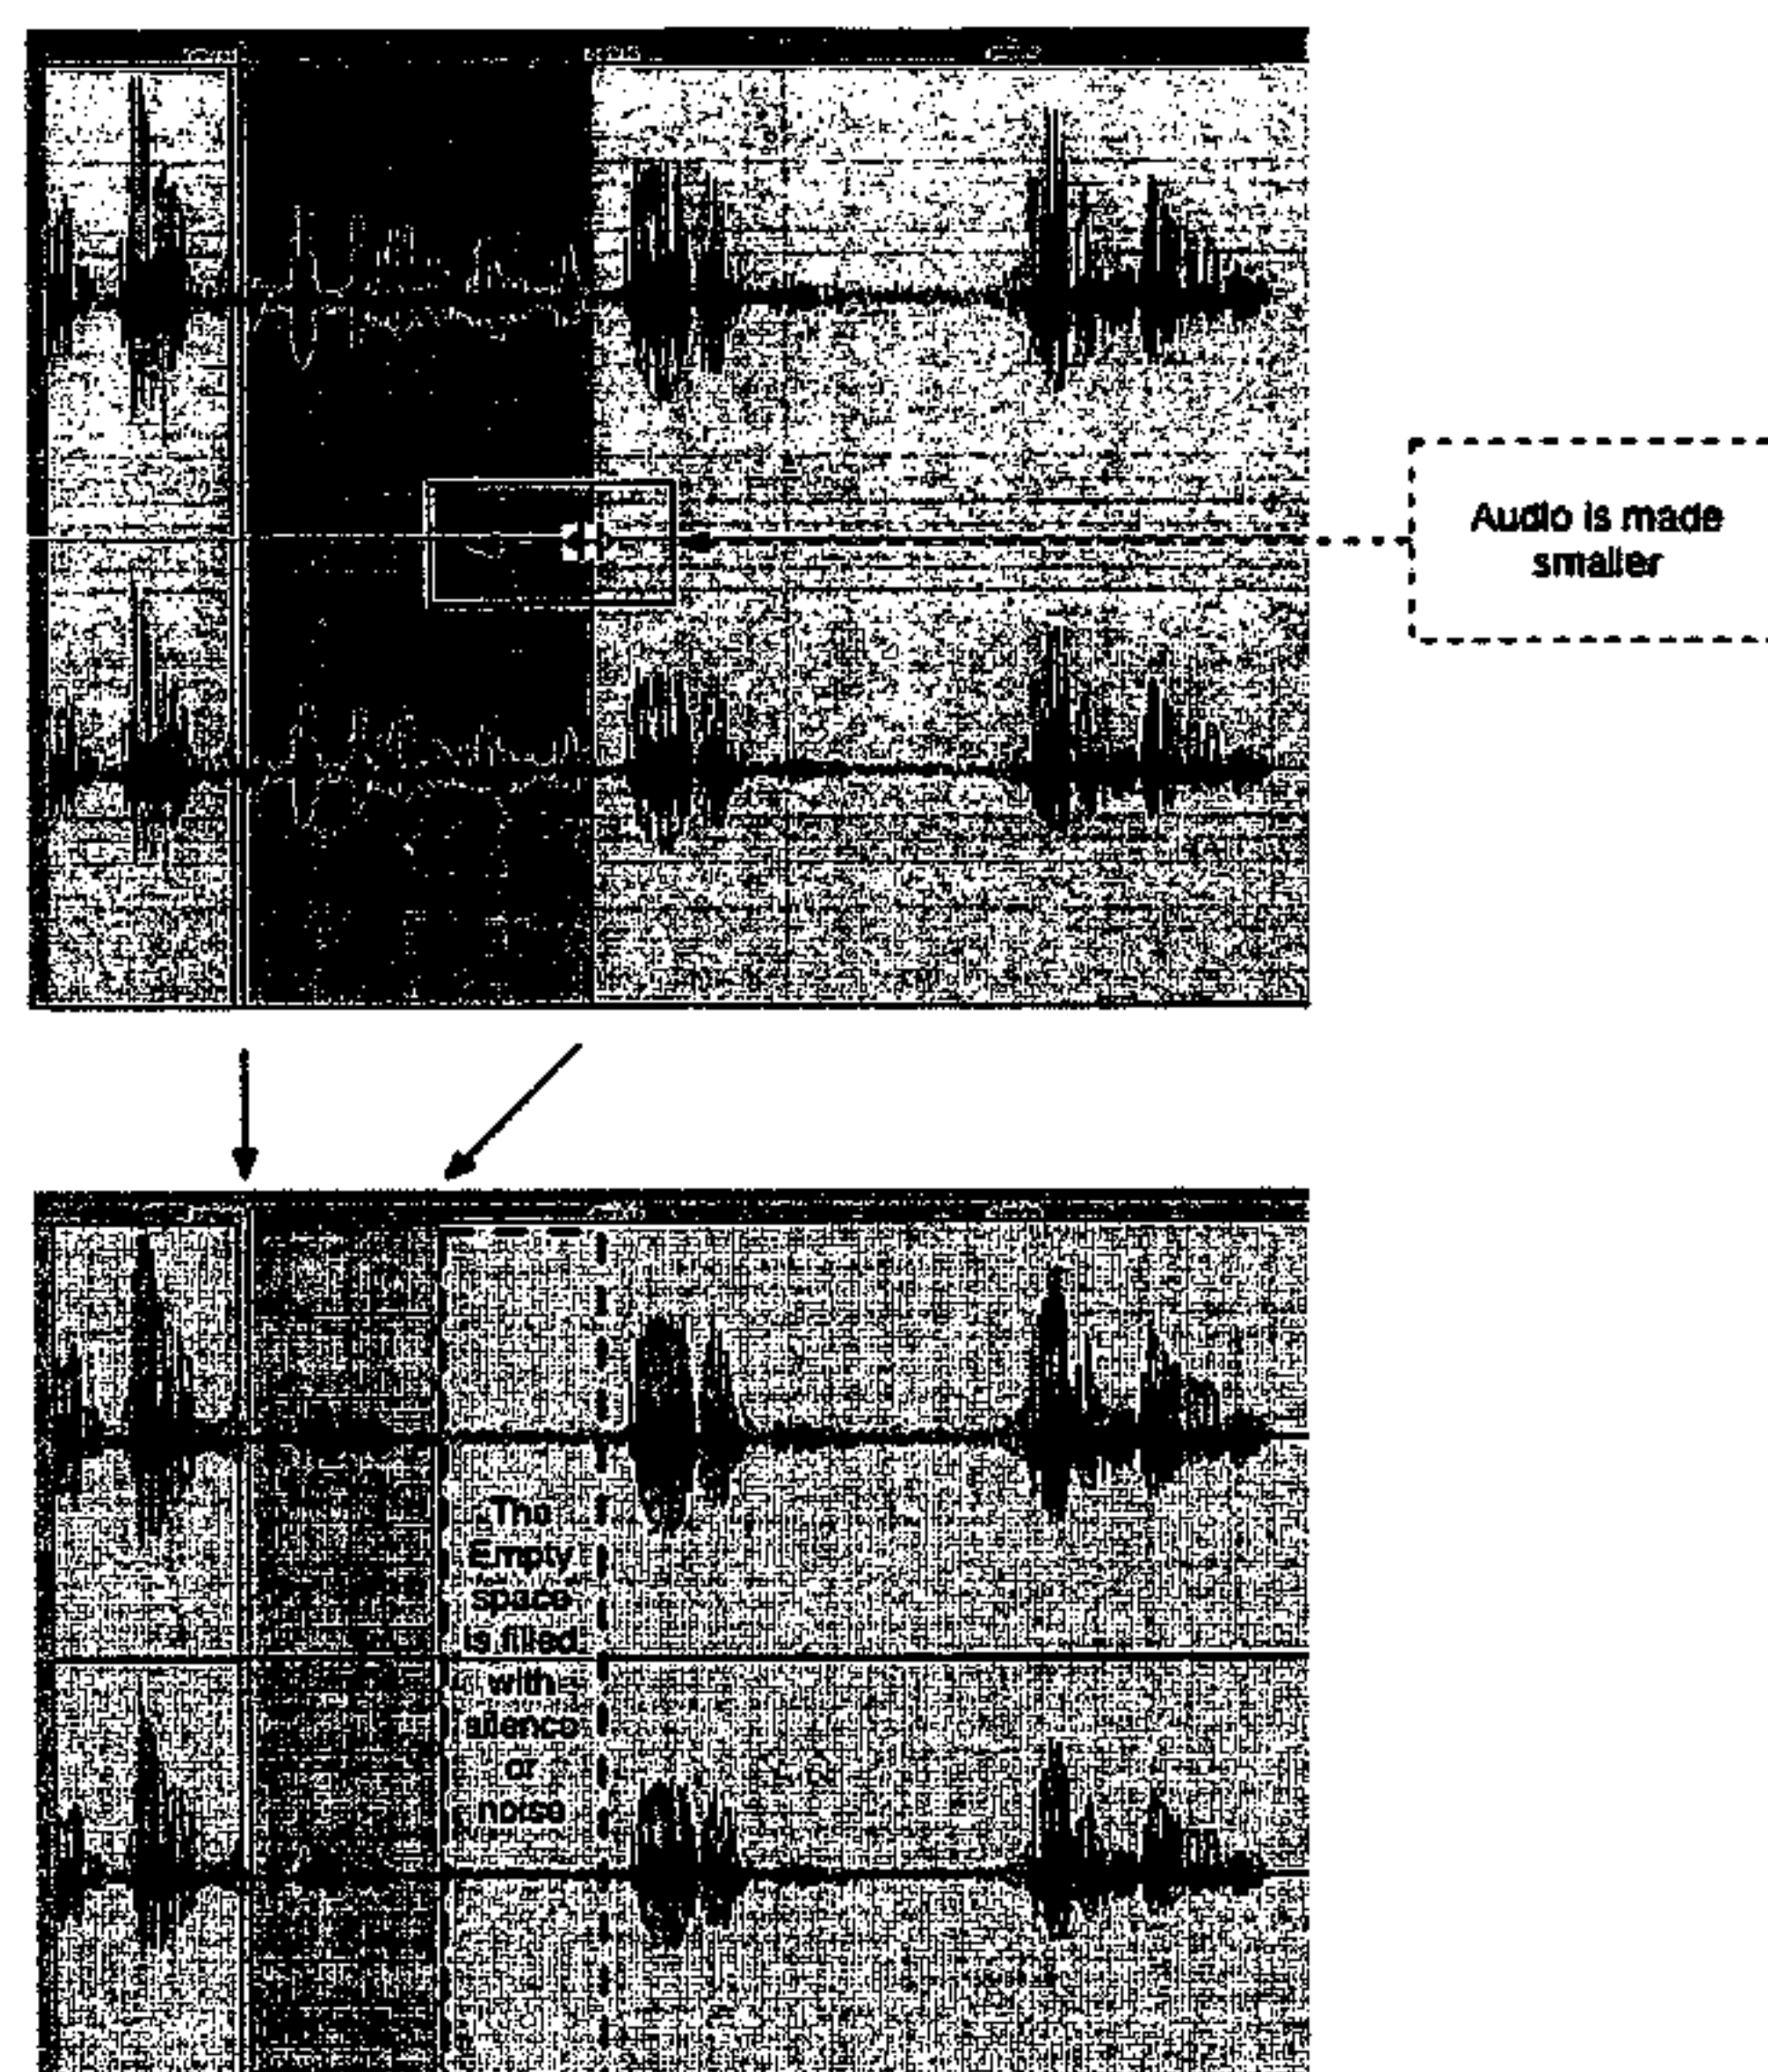 Audio is made
smaller
The
Empty
space
is filled
with
silence
or
noise